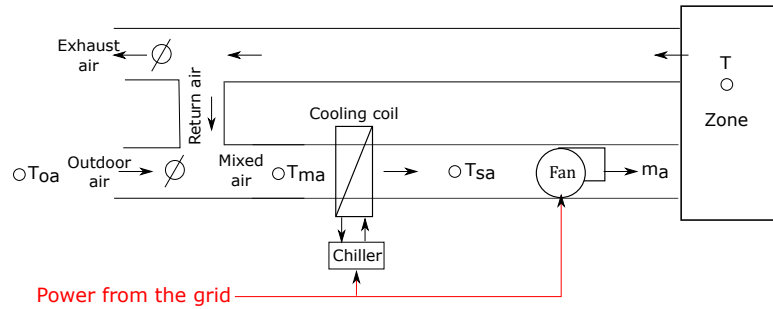 Exhaust
air
Return air
T
Zone
Cooling coil
Outdoor
air
Mixed
air
Toa
Tma
Tsa
Fan
ma
Chiller
Power from the grid